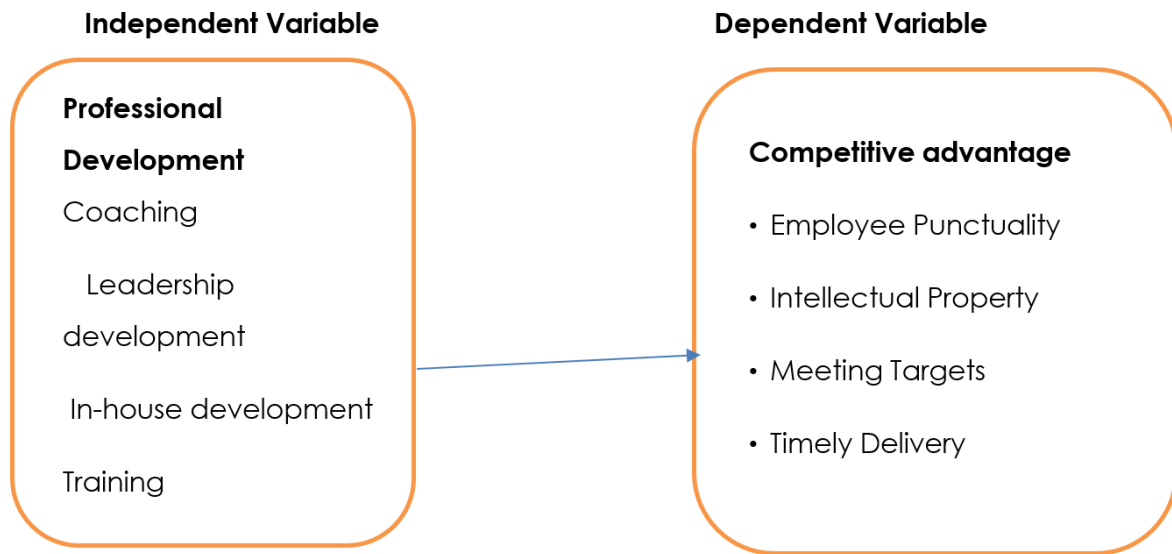 Independent Variable
Dependent Variable
Professional
Development
Coaching
Leadership
development
In-house development
Training
Competitive advantage
• Employee Punctuality
• Intellectual Property
• Meeting Targets
• Timely Delivery